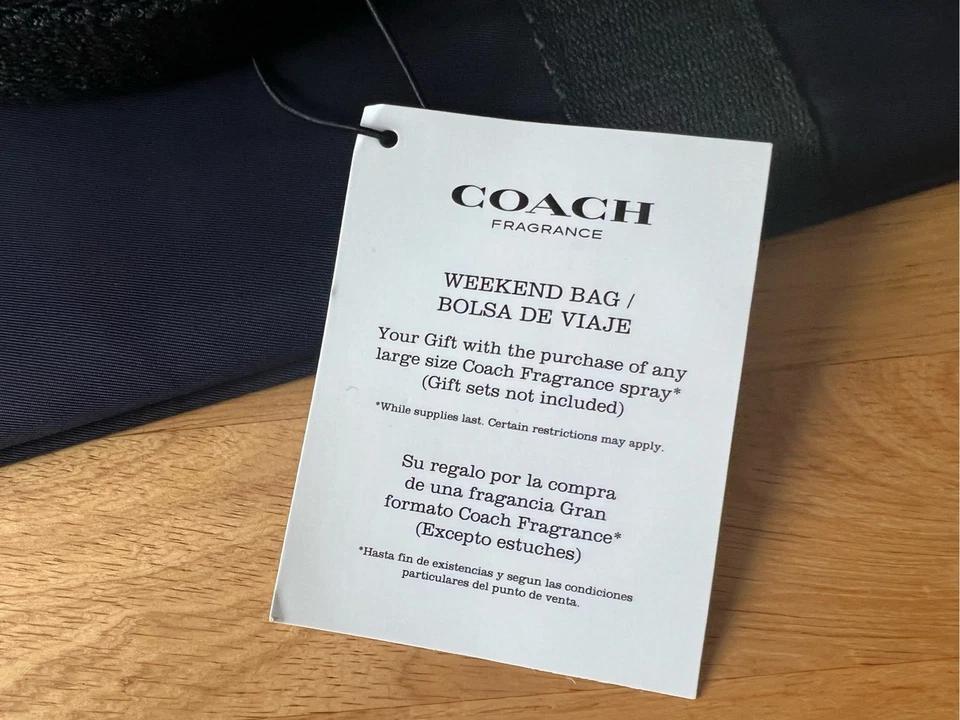 COACH
FRAGRANCE
WEEKEND BAG /
BOLSA DE VIAJE
Your Gift with the purchase of any
large size Coach Fragrance spray*
(Gift sets not included)
*While supplies last. Certain restrictions may apply.
Su regalo por la compra
de una fragancia Gran
formato Coach Fragrance*
(Excepto estuches)
*Hasta fin de existencias y segun las condiciones
particulares del punto de venta.